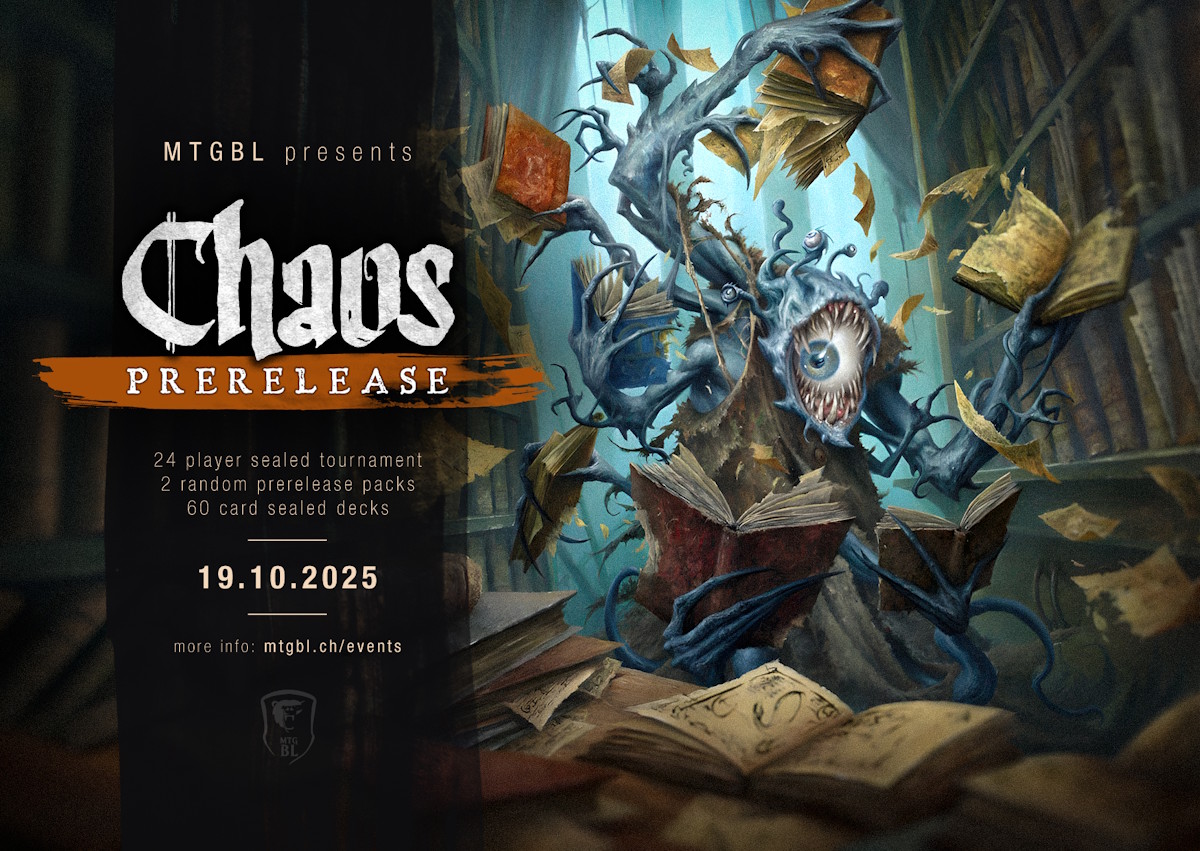 MTGBL presents
Chaos
PRERELEASE
24 player sealed tournament
2 random prerelease packs
60 card sealed decks
19.10.2025
more info: mtgbl.ch/events
MTG
BL